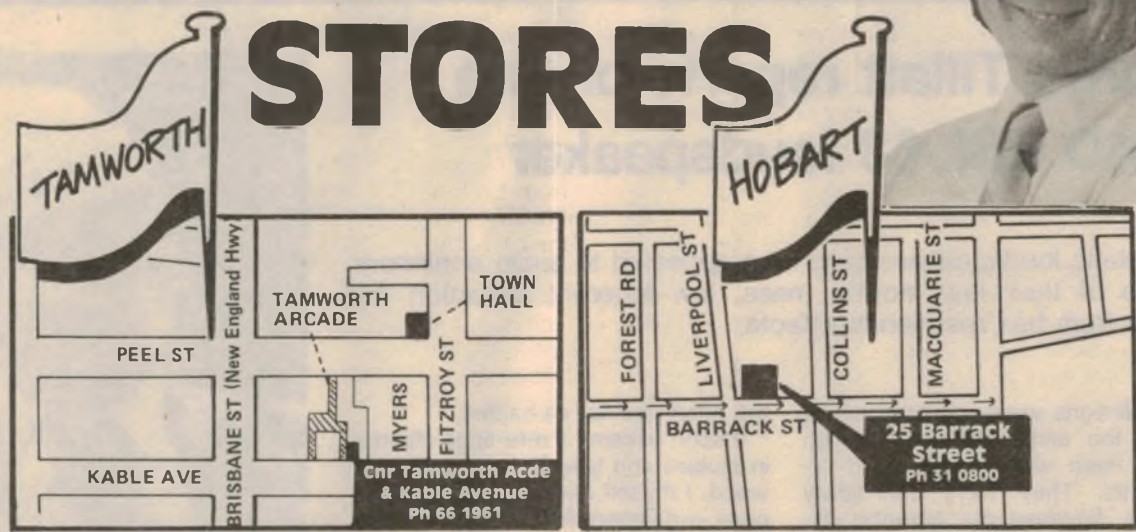 STORES
TAMWORTH
TAMWORTH
ARCADE
TOWN
HALL
PEEL ST
BRISBANE ST (New England Hwy)
MYERS
FITZROY ST
KABLE AVE
Cnr Tamworth Acde
& Kable Avenue
Ph 66 1961
HOBART
FOREST RD
LIVERPOOL ST
COLLINS ST
MACQUARIE ST
BARRACK ST
25 Barrack
Street
Ph 31 0800